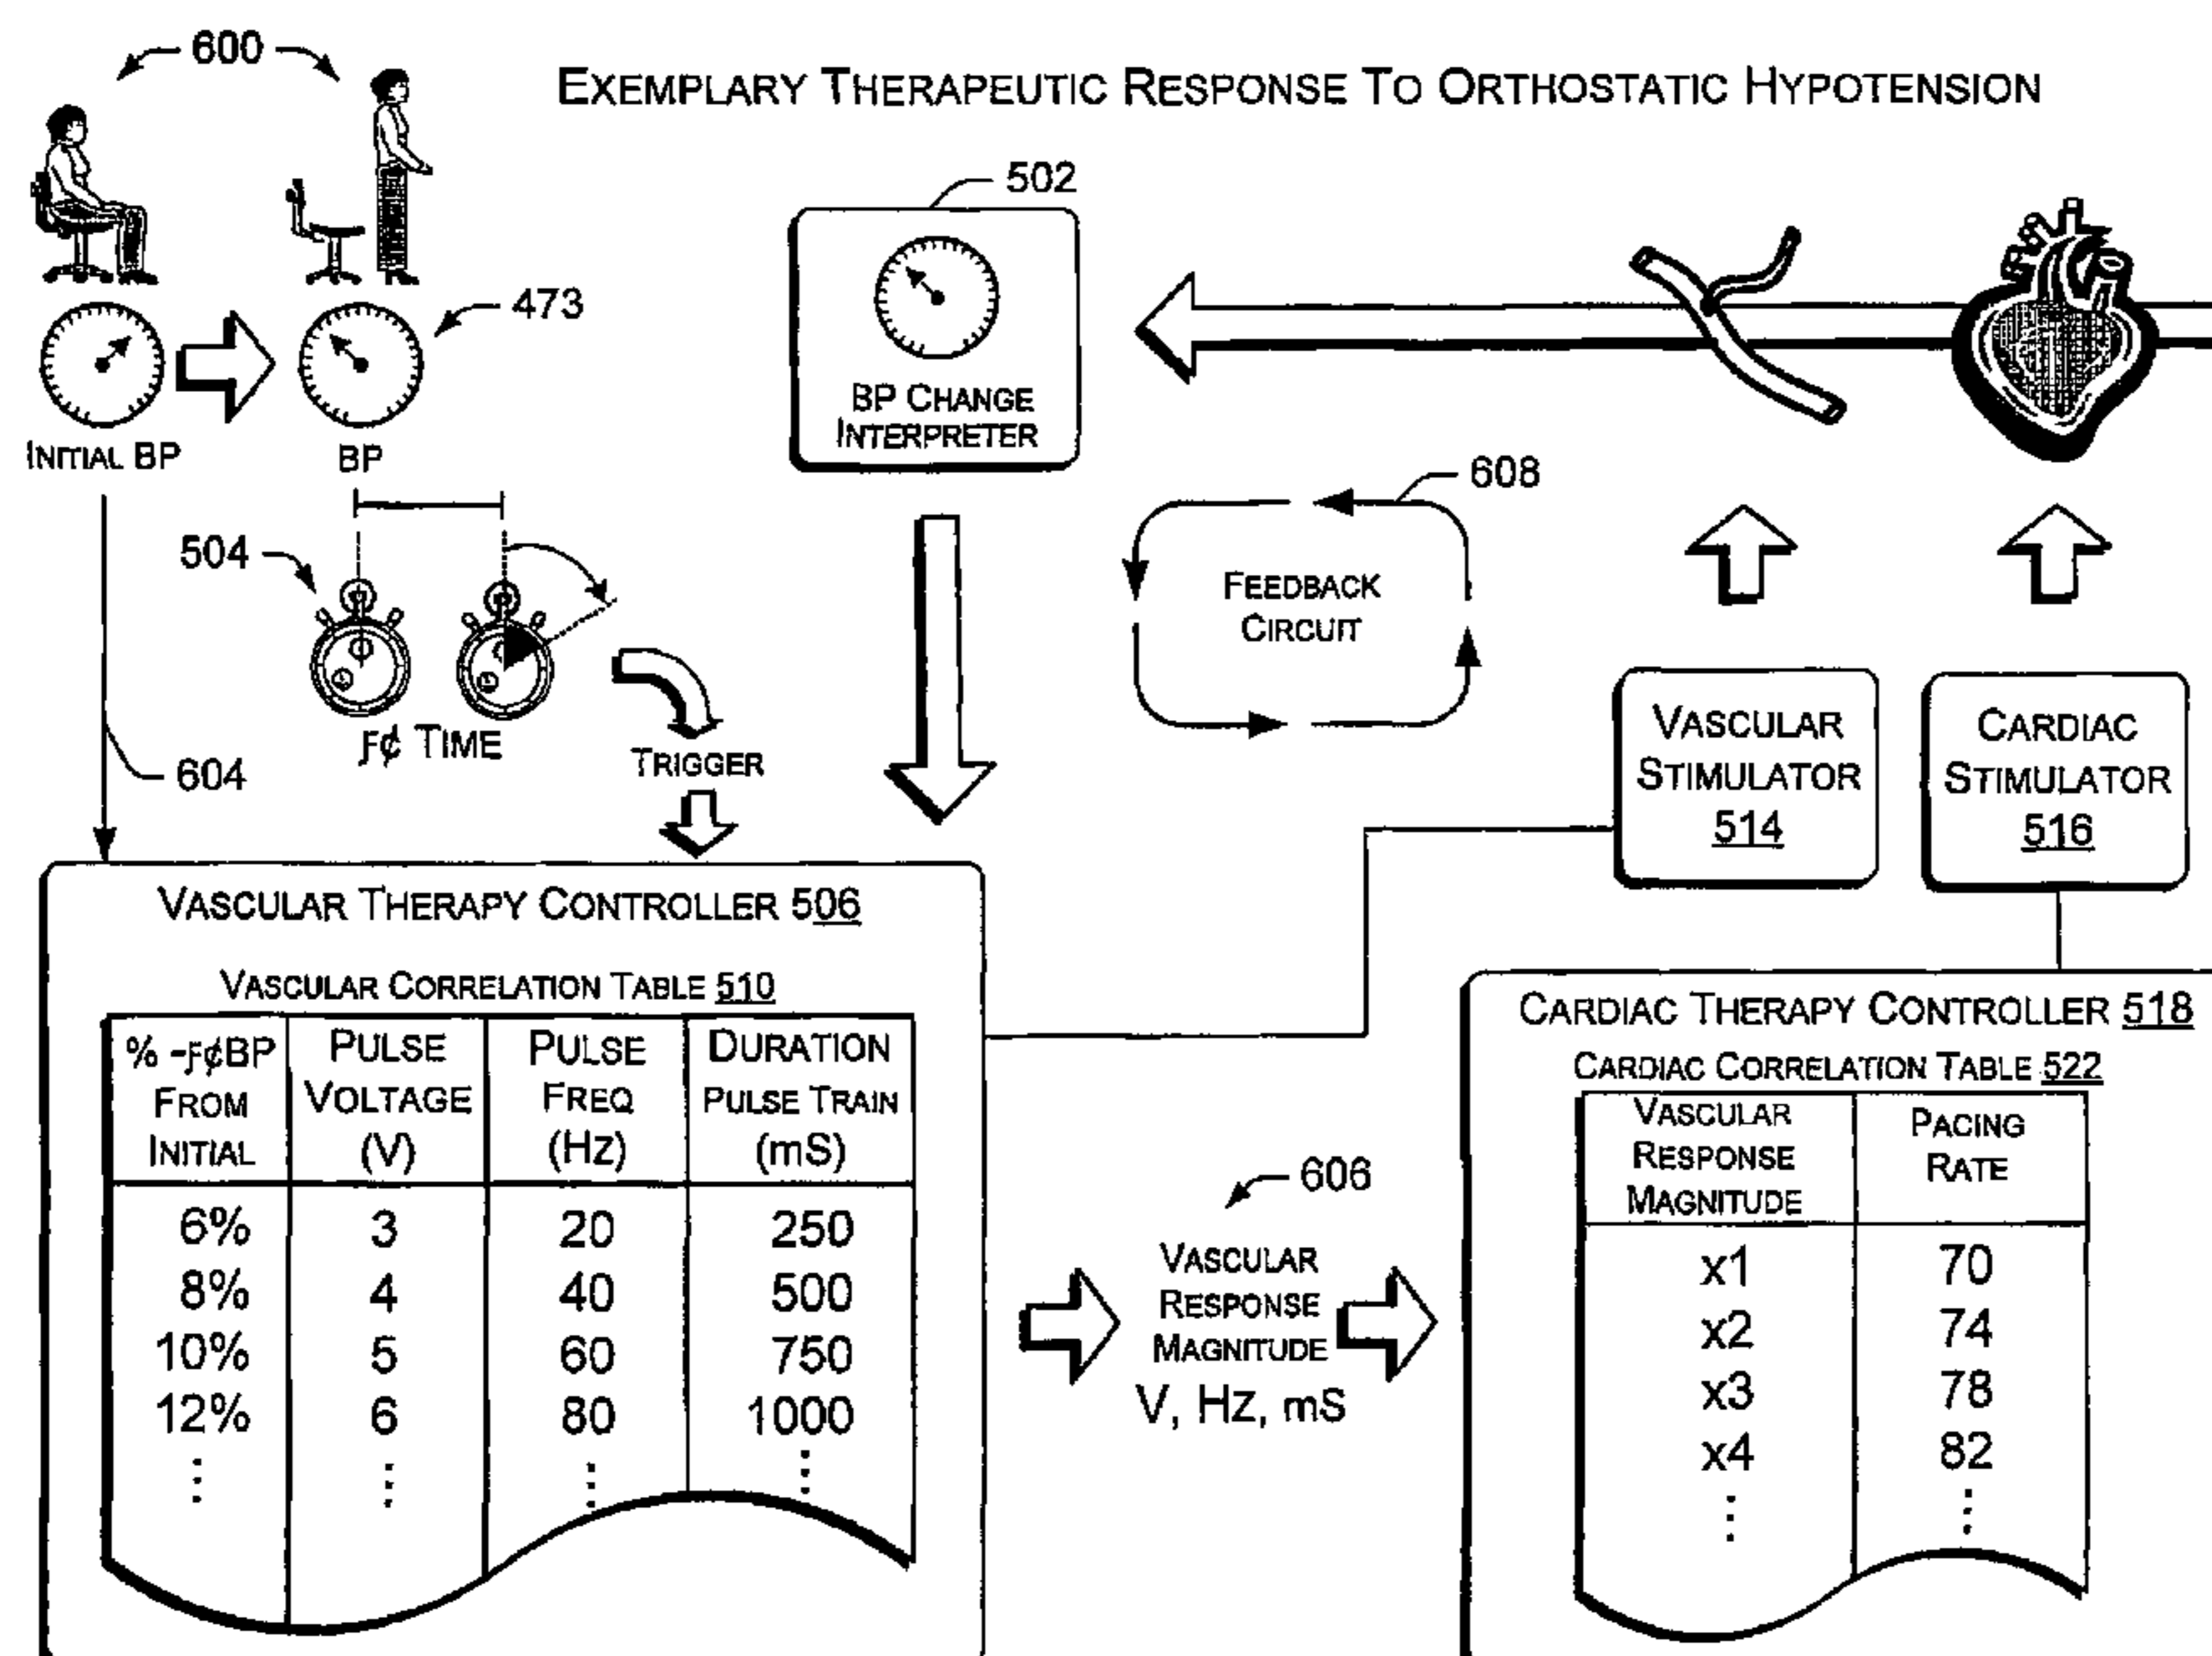 600
EXEMPLARY THERAPEUTIC RESPONSE TO ORTHOSTATIC HYPOTENSION
502
473
BP CHANGE
INTERPRETER
INITIAL BP
BP
608
504
FEEDBACK
CIRCUIT
ƒ¢ TIME
TRIGGER
604
VASCULAR
STIMULATOR
514
CARDIAC
STIMULATOR
516
VASCULAR THERAPY CONTROLLER 506
VASCULAR CORRELATION TABLE 510
% -ƒ¢BP
FROM
INITIAL
PULSE
VOLTAGE
(V)
PULSE
FREQ
(Hz)
DURATION
PULSE TRAIN
(mS)
6% 3 20 250
8% 4 40 500
10% 5 60 750
12% 6 80 1000
⋮ ⋮ ⋮ ⋮
606
VASCULAR
RESPONSE
MAGNITUDE
V, Hz, mS
CARDIAC THERAPY CONTROLLER 518
CARDIAC CORRELATION TABLE 522
VASCULAR
RESPONSE
MAGNITUDE
PACING
RATE
x1 70
x2 74
x3 78
x4 82
⋮ ⋮